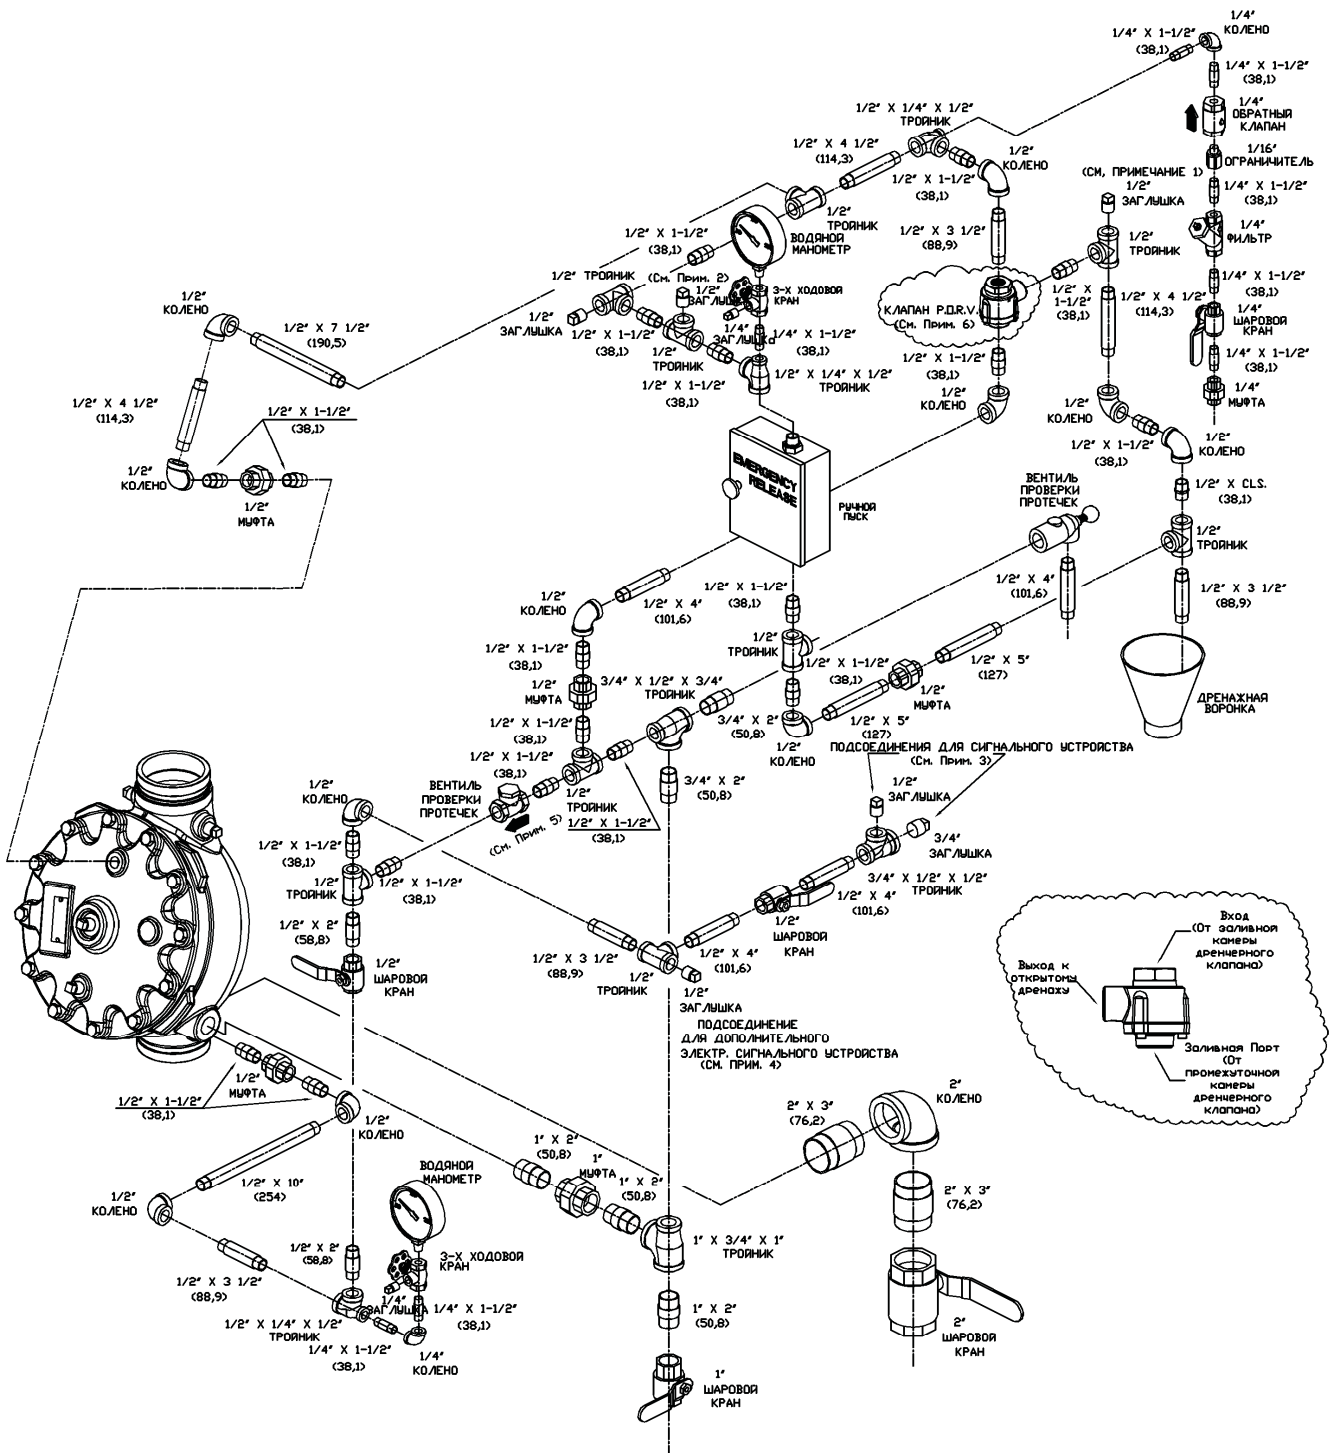 1/4"
КОЛЕНО
1/4" X 1-1/2"
(38,1)
1/4" X 1-1/2"
(38,1)
1/4"
ОБРАТНЫЙ
КЛАПАН
1/16"
ОГРАНИЧИТЕЛЬ
1/4" X 1-1/2"
(38,1)
1/4"
ФИЛЬТР
1/4" X 1-1/2"
(38,1)
1/4"
ШАРОВОЙ
КРАН
1/4" X 1-1/2"
(38,1)
1/4"
МУФТА
1/2" X 1/4" X 1/2"
ТРОЙНИК
1/2" X 4 1/2"
(114,3)
1/2" X 1-1/2"
(38,1)
1/2"
КОЛЕНО
(СМ, ПРИМЕЧАНИЕ 1)
1/2"
ЗАГЛУШКА
1/2"
ТРОЙНИК
1/2"
ТРОЙНИК
ВОДЯНОЙ
МАНОМЕТР
1/2" X 1-1/2"
(38,1)
1/2" X 3 1/2"
(88,9)
1/2" ТРОЙНИК
(См. Прим. 2)
1/2"
ЗАГЛУШКА
3-Х ХОДОВОЙ
КРАН
КЛАПАН P.O.R.V.
(См. Прим. 6)
1/2" X
1-1/2"
(38,1)
1/2" X 4 1/2"
(114,3)
1/2"
КОЛЕНО
1/2" X 7 1/2"
(190,5)
1/2"
ЗАГЛУШКА
1/2" X 1-1/2"
(38,1)
1/4"
ЗАГЛУШКА
1/4" X 1-1/2"
(38,1)
1/2"
ТРОЙНИК
1/2" X 1-1/2"
(38,1)
1/2" X 1/4" X 1/2"
ТРОЙНИК
1/2" X 1-1/2"
(38,1)
1/2"
КОЛЕНО
1/2"
КОЛЕНО
1/2" X 1-1/2"
(38,1)
1/2"
КОЛЕНО
1/2" X 4 1/2"
(114,3)
1/2" X 1-1/2"
(38,1)
1/2"
КОЛЕНО
1/2"
МУФТА
EMERGENCY
RELEASE
РУЧНОЙ
ПУСК
ВЕНТИЛЬ
ПРОВЕРКИ
ПРОТЕЧЕК
1/2" X CLS.
(38,1)
1/2"
ТРОЙНИК
1/2" X 4"
(101,6)
1/2" X 3 1/2"
(88,9)
1/2"
КОЛЕНО
1/2" X 4"
(101,6)
1/2" X 1-1/2"
(38,1)
1/2" X 1-1/2"
(38,1)
1/2"
ТРОЙНИК
1/2" X 1-1/2"
(38,1)
1/2" X 5"
(127)
1/2"
МУФТА
3/4" X 1/2" X 3/4"
ТРОЙНИК
1/2"
МУФТА
1/2" X 5"
(127)
3/4" X 2"
(50,8)
1/2"
КОЛЕНО
ДРЕНАЖНАЯ
ВОРОНКА
1/2" X 1-1/2"
(38,1)
1/2" X 1-1/2"
(38,1)
ПОДСОЕДИНЕНИЯ ДЛЯ СИГНАЛЬНОГО УСТРОЙСТВА
(См. Прим. 3)
3/4" X 2"
(50,8)
1/2"
ЗАГЛУШКА
1/2"
КОЛЕНО
ВЕНТИЛЬ
ПРОВЕРКИ
ПРОТЕЧЕК
(См. Прим. 5)
1/2"
ТРОЙНИК
1/2" X 1-1/2"
(38,1)
3/4"
ЗАГЛУШКА
1/2" X 1-1/2"
(38,1)
1/2"
ТРОЙНИК
1/2" X 1-1/2"
(38,1)
3/4" X 1/2" X 1/2"
ТРОЙНИК
1/2" X 4"
(101,6)
1/2" X 2"
(58,8)
1/2"
ШАРОВОЙ
КРАН
1/2"
ШАРОВОЙ
КРАН
1/2" X 3 1/2"
(88,9)
1/2"
ТРОЙНИК
1/2" X 4"
(101,6)
1/2"
ЗАГЛУШКА
ПОДСОЕДИНЕНИЕ
ДЛЯ ДОПОЛНИТЕЛЬНОГО
ЭЛЕКТР. СИГНАЛЬНОГО УСТРОЙСТВА
(СМ. ПРИМ. 4)
Вход
(От заливной
камеры
дренчерного
клапана)
Выход к
открытому
дренажу
Заливная Порт
(От
промежуточной
камеры
дренчерного
клапана)
1/2"
МУФТА
1/2" X 1-1/2"
(38,1)
1/2"
КОЛЕНО
2"
КОЛЕНО
2" X 3"
(76,2)
1" X 2"
(50,8)
1"
МУФТА
1" X 2"
(50,8)
2" X 3"
(76,2)
ВОДЯНОЙ
МАНОМЕТР
1/2" X 10"
(254)
1/2"
КОЛЕНО
1" X 3/4" X 1"
ТРОЙНИК
1/2" X 2"
(58,8)
3-Х ХОДОВОЙ
КРАН
1/2" X 3 1/2"
(88,9)
1/4"
ЗАГЛУШКА
1/4" X 1-1/2"
(38,1)
1" X 2"
(50,8)
1/2" X 1/4" X 1/2"
ТРОЙНИК
1/4" X 1-1/2"
(38,1)
1/4"
КОЛЕНО
2"
ШАРОВОЙ
КРАН
1"
ШАРОВОЙ
КРАН